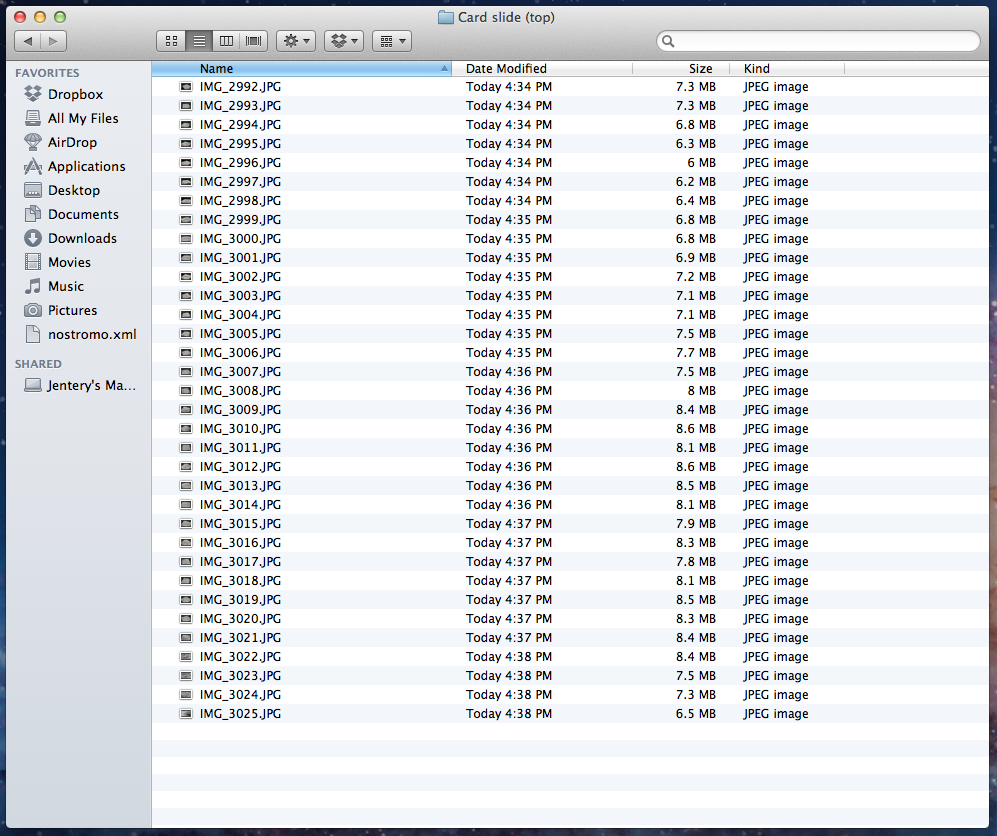 Card slide (top)
FAVORITES
Dropbox
All My Files
AirDrop
Applications
Desktop
Documents
Downloads
Movies
Music
Pictures
nostromo.xml
SHARED
Jentery's Ma...
Name Date Modified Size Kind
IMG_2992.JPG Today 4:34 PM 7.3 MB JPEG image
IMG_2993.JPG Today 4:34 PM 7.3 MB JPEG image
IMG_2994.JPG Today 4:34 PM 6.8 MB JPEG image
IMG_2995.JPG Today 4:34 PM 6.3 MB JPEG image
IMG_2996.JPG Today 4:34 PM 6 MB JPEG image
IMG_2997.JPG Today 4:34 PM 6.2 MB JPEG image
IMG_2998.JPG Today 4:34 PM 6.4 MB JPEG image
IMG_2999.JPG Today 4:35 PM 6.8 MB JPEG image
IMG_3000.JPG Today 4:35 PM 6.8 MB JPEG image
IMG_3001.JPG Today 4:35 PM 6.9 MB JPEG image
IMG_3002.JPG Today 4:35 PM 7.2 MB JPEG image
IMG_3003.JPG Today 4:35 PM 7.1 MB JPEG image
IMG_3004.JPG Today 4:35 PM 7.1 MB JPEG image
IMG_3005.JPG Today 4:35 PM 7.5 MB JPEG image
IMG_3006.JPG Today 4:35 PM 7.7 MB JPEG image
IMG_3007.JPG Today 4:36 PM 7.5 MB JPEG image
IMG_3008.JPG Today 4:36 PM 8 MB JPEG image
IMG_3009.JPG Today 4:36 PM 8.4 MB JPEG image
IMG_3010.JPG Today 4:36 PM 8.6 MB JPEG image
IMG_3011.JPG Today 4:36 PM 8.1 MB JPEG image
IMG_3012.JPG Today 4:36 PM 8.6 MB JPEG image
IMG_3013.JPG Today 4:36 PM 8.5 MB JPEG image
IMG_3014.JPG Today 4:36 PM 8.1 MB JPEG image
IMG_3015.JPG Today 4:37 PM 7.9 MB JPEG image
IMG_3016.JPG Today 4:37 PM 8.3 MB JPEG image
IMG_3017.JPG Today 4:37 PM 7.8 MB JPEG image
IMG_3018.JPG Today 4:37 PM 8.1 MB JPEG image
IMG_3019.JPG Today 4:37 PM 8.5 MB JPEG image
IMG_3020.JPG Today 4:37 PM 8.3 MB JPEG image
IMG_3021.JPG Today 4:37 PM 8.4 MB JPEG image
IMG_3022.JPG Today 4:38 PM 8.4 MB JPEG image
IMG_3023.JPG Today 4:38 PM 7.5 MB JPEG image
IMG_3024.JPG Today 4:38 PM 7.3 MB JPEG image
IMG_3025.JPG Today 4:38 PM 6.5 MB JPEG image